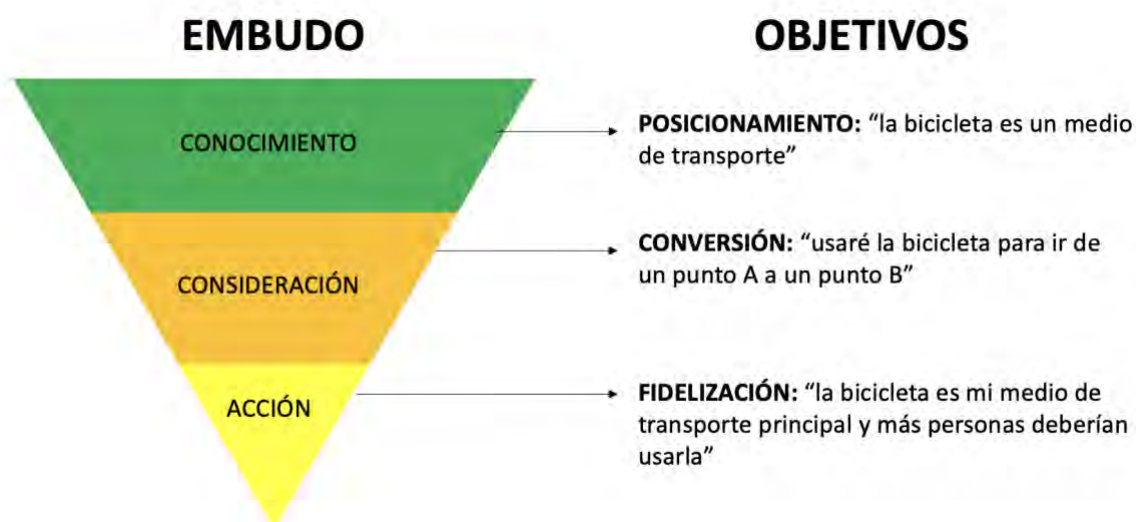 EMBUDO
OBJETIVOS
CONOCIMIENTO
POSICIONAMIENTO: “la bicicleta es un medio
de transporte”
CONSIDERACIÓN
CONVERSIÓN: “usaré la bicicleta para ir de
un punto A a un punto B”
ACCIÓN
FIDELIZACIÓN: “la bicicleta es mi medio de
transporte principal y más personas deberían
usarla”